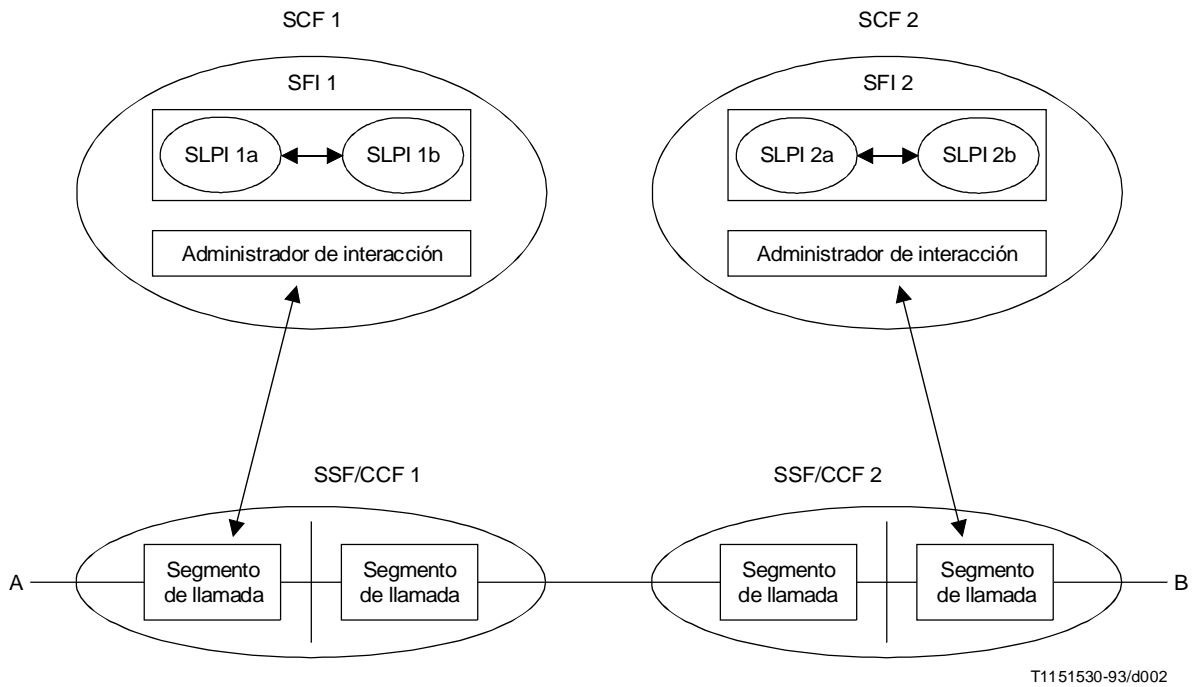 SCF 1
SCF 2
SFI 1
SFI 2
SLPI 1a
SLPI 1b
SLPI 2a
SLPI 2b
Administrador de interacción
Administrador de interacción
SSF/CCF 1
SSF/CCF 2
A
Segmento
de llamada
Segmento
de llamada
Segmento
de llamada
Segmento
de llamada
B
T1151530-93/d002